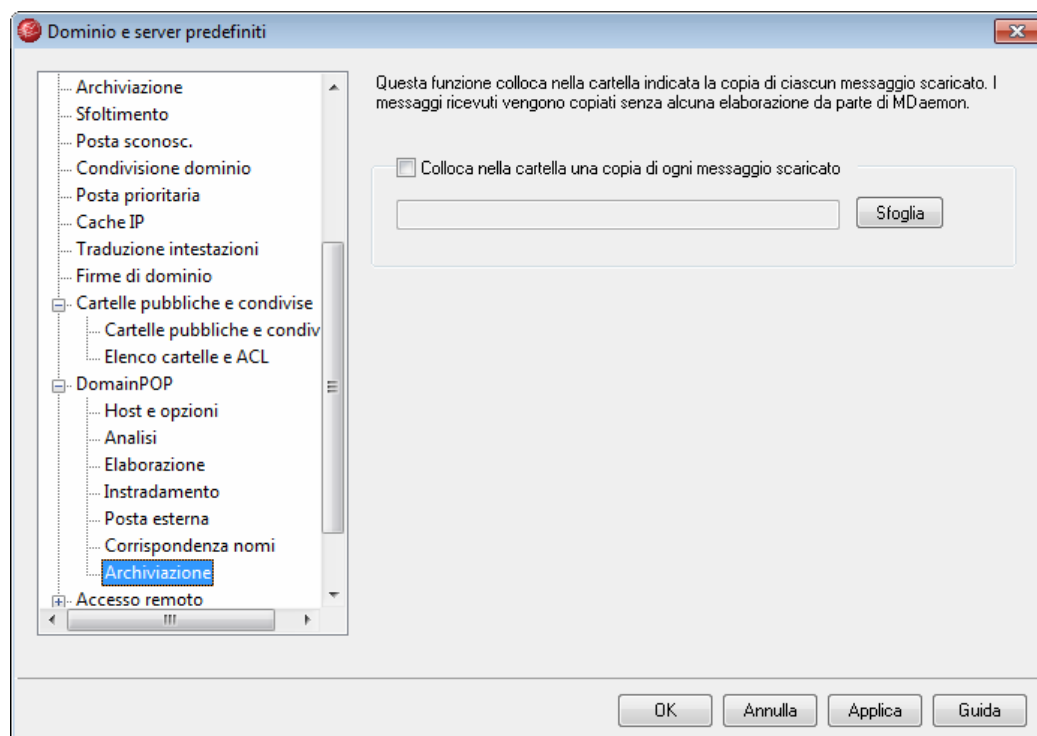 Dominio e server predefiniti
Archiviazione
Sfoltimento
Posta sconosc.
Condivisione dominio
Posta prioritaria
Cache IP
Traduzione intestazioni
Firme di dominio
Cartelle pubbliche e condivise
Cartelle pubbliche e condiv
Elenco cartelle e ACL
DomainPOP
Host e opzioni
Analisi
Elaborazione
Instradamento
Posta esterna
Corrispondenza nomi
Archiviazione
Accesso remoto
Questa funzione colloca nella cartella indicata la copia di ciascun messaggio scaricato. I
messaggi ricevuti vengono copiati senza alcuna elaborazione da parte di MDaemon.
Colloca nella cartella una copia di ogni messaggio scaricato
Sfoglia
OK
Annulla
Applica
Guida